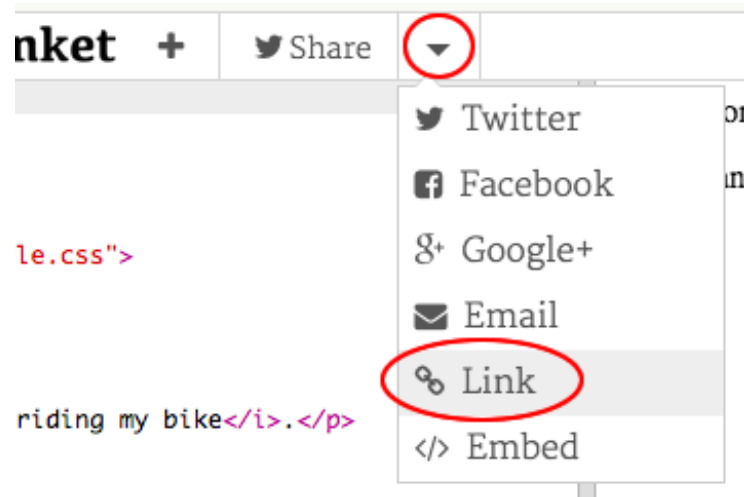 nket + Share
Twitter
Facebook
g+ Google+
le.css">
Email
Link
riding my bike</i>.</p>
</> Embed